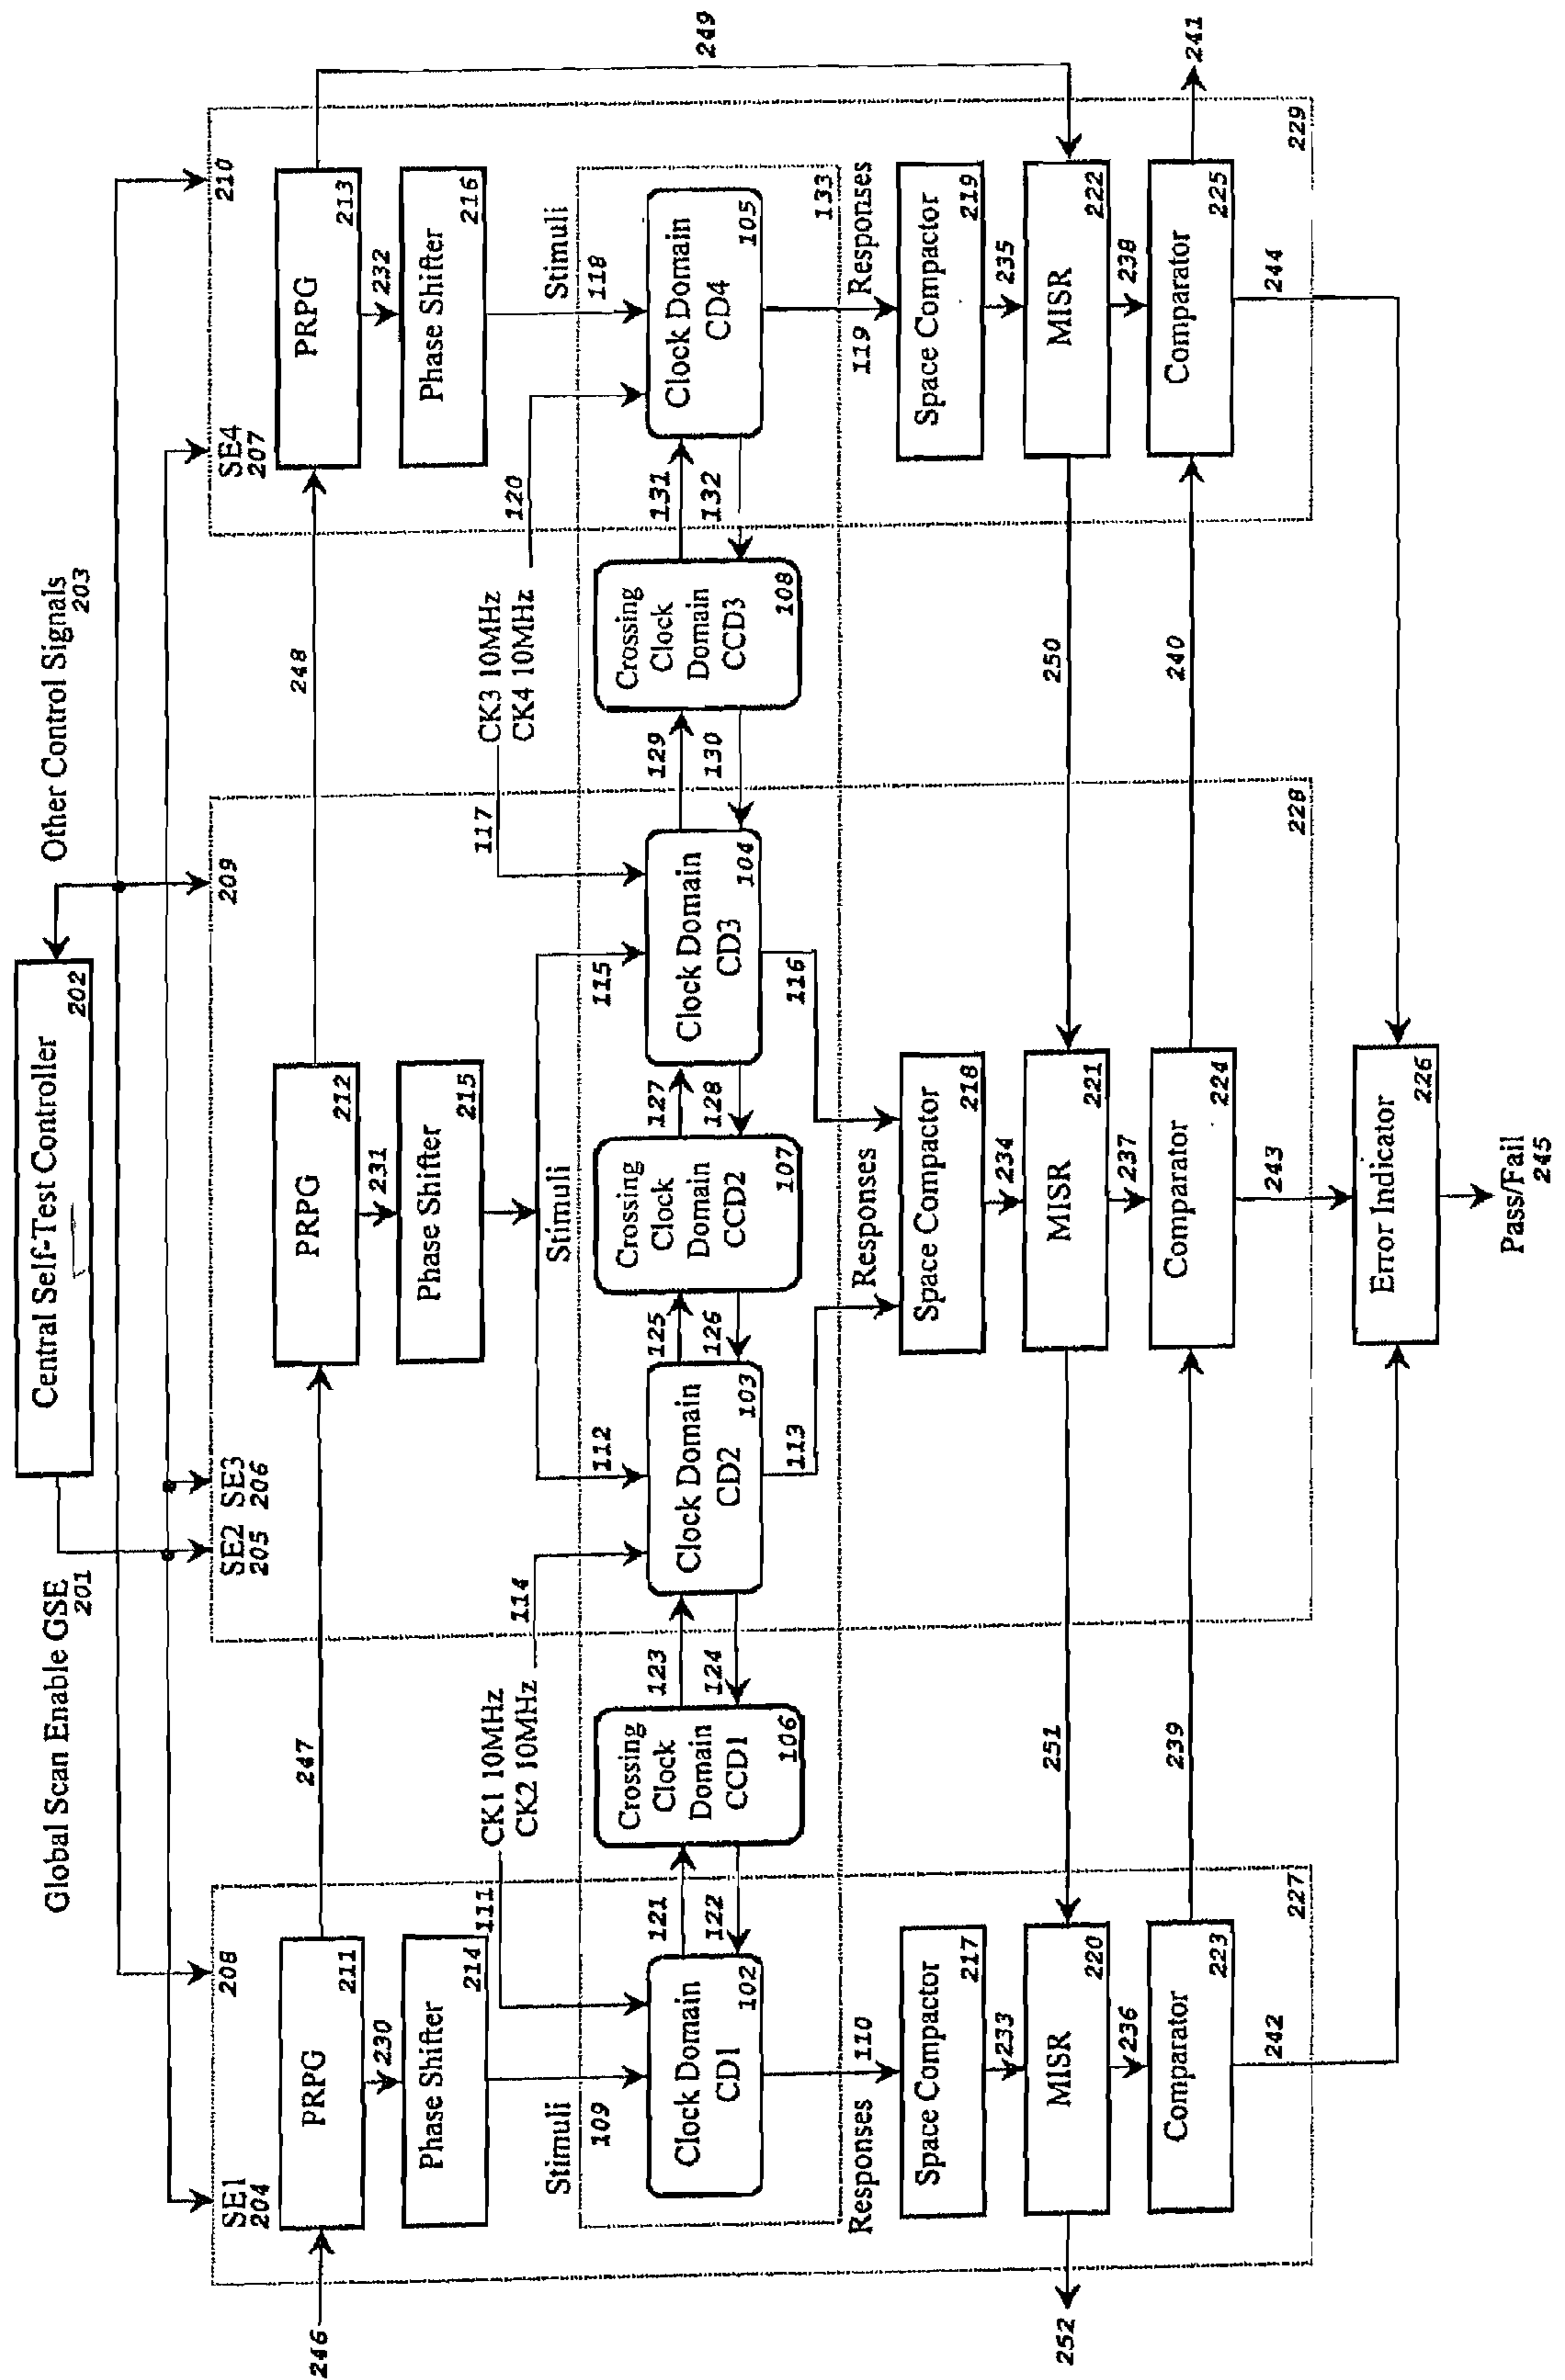 Central Self-Test Controller
202
Global Scan Enable GSE
201
Other Control Signals
203
SE1
204
208
SE2
205
SE3
206
209
SE4
207
210
246
PRPG
211
247
PRPG
212
248
PRPG
213
249
230
231
232
Phase Shifter
214
Phase Shifter
215
Phase Shifter
216
111
CK1 10MHz
CK2 10MHz
114
117
CK3 10MHz
CK4 10MHz
120
Stimuli
109
112
Stimuli
115
Stimuli
118
Clock Domain
CD1
102
121
122
Crossing
Clock
Domain
CCD1
106
123
124
Clock Domain
CD2
103
125
126
Crossing
Clock
Domain
CCD2
107
127
128
Clock Domain
CD3
104
129
130
Crossing
Clock
Domain
CCD3
108
131
132
Clock Domain
CD4
105
133
Responses
110
113
Responses
116
119
Responses
Space Compactor
217
Space Compactor
218
Space Compactor
219
233
234
235
252
MISR
220
251
MISR
221
250
MISR
222
236
237
238
Comparator
223
239
Comparator
224
240
Comparator
225
241
242
243
244
227
228
229
Error Indicator
226
Pass/Fail
245